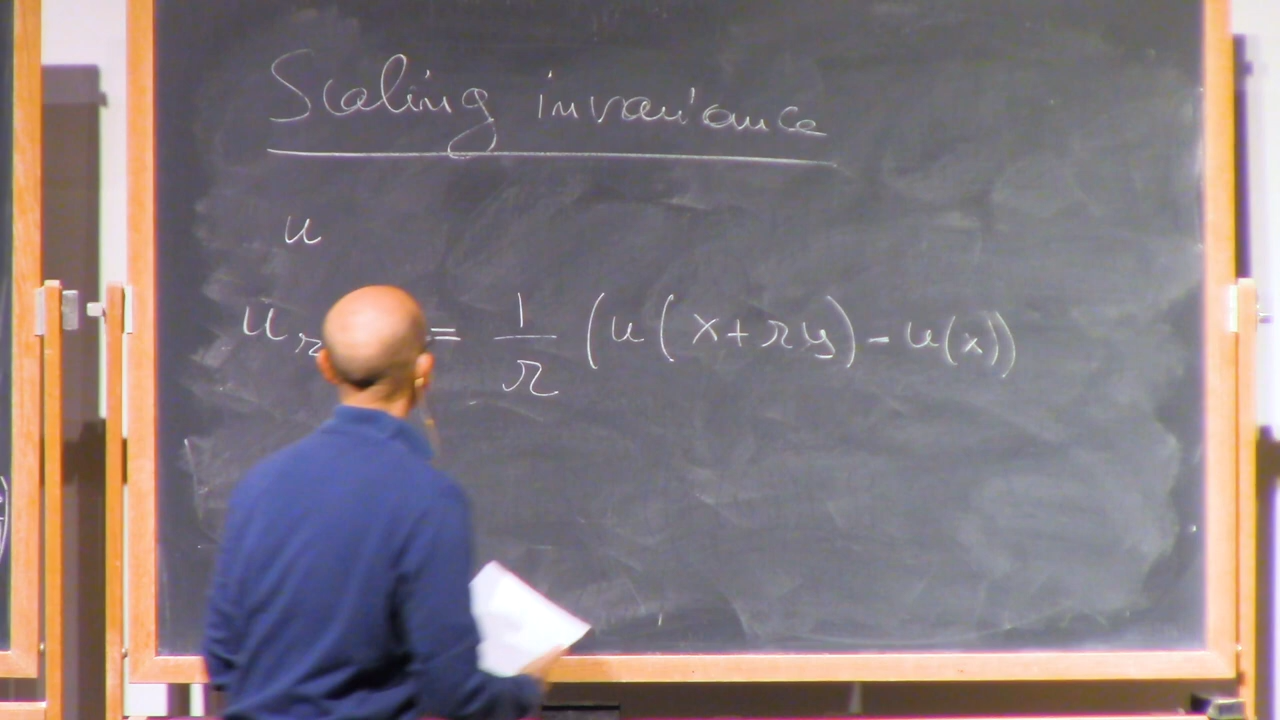 Scaling invariance
u
u_r = 1/r (u(x+ry) - u(x))